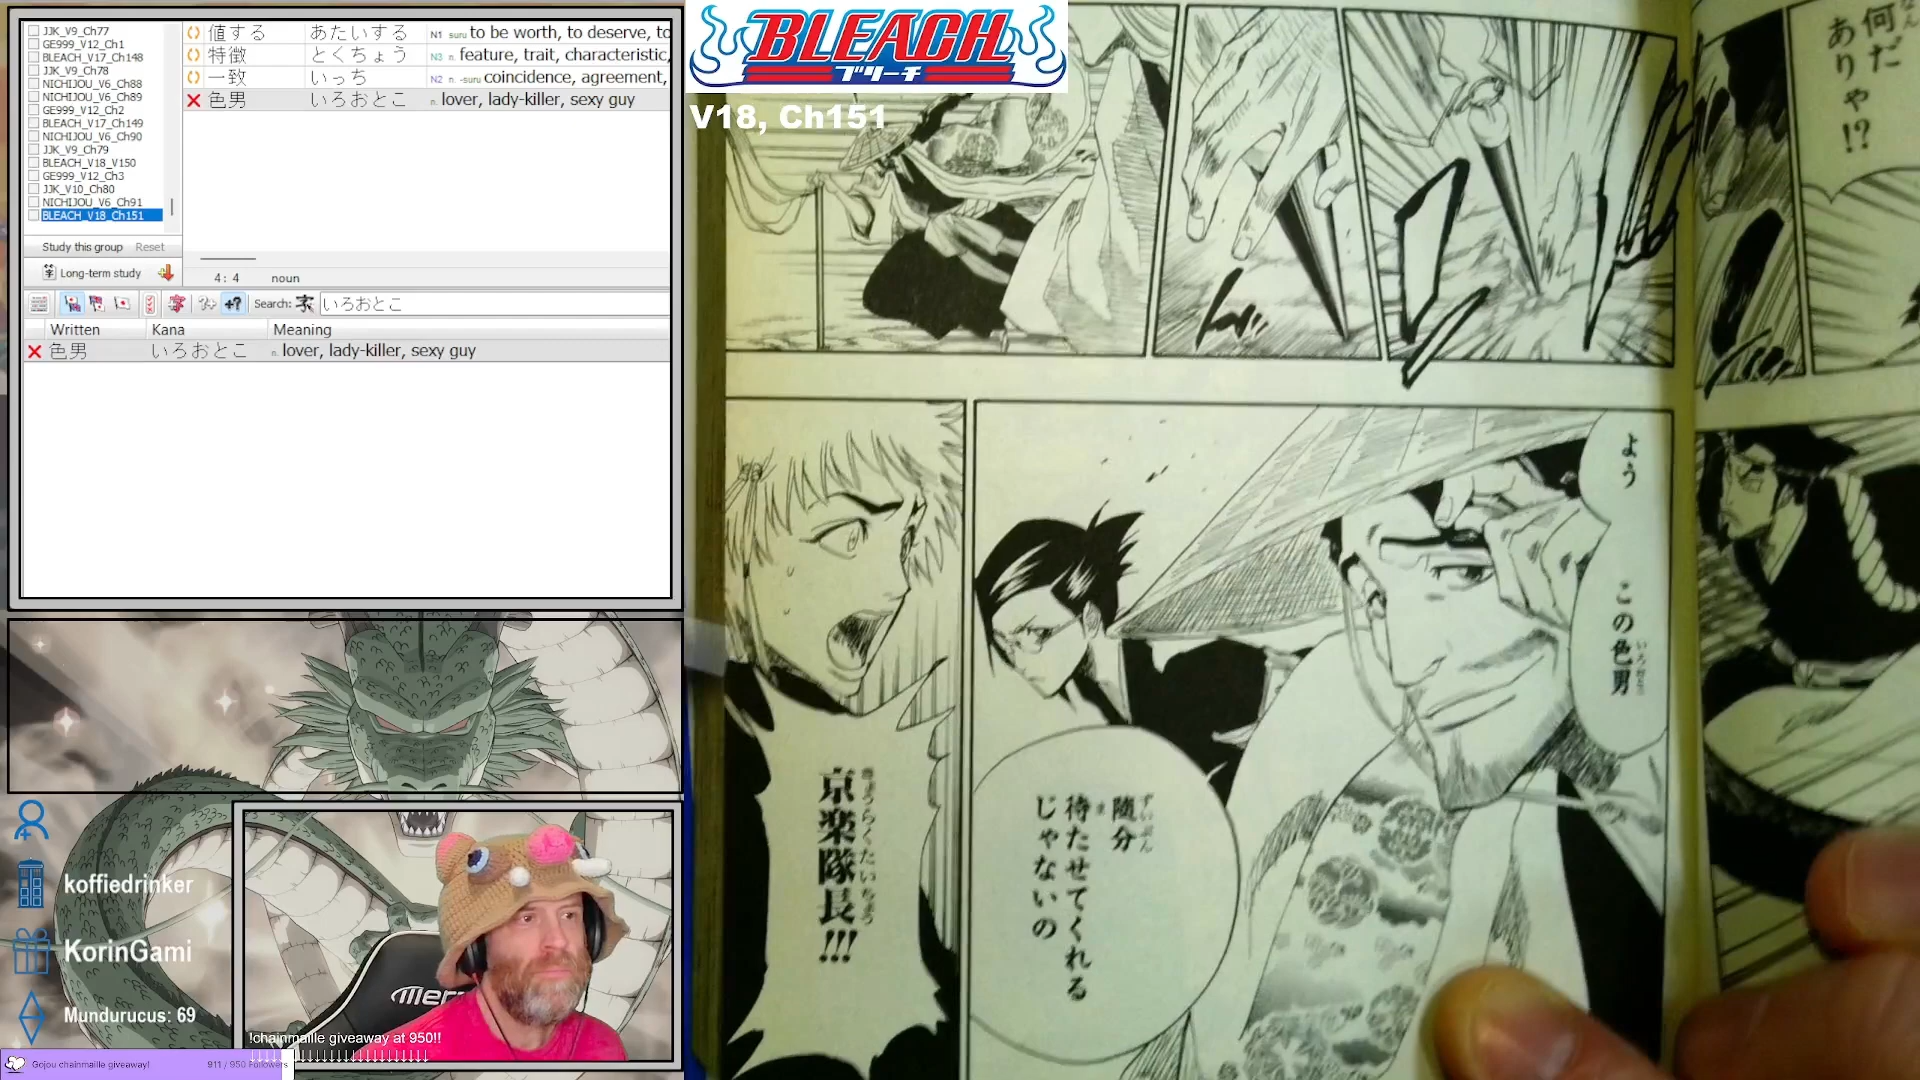 JJK_V9_Ch77
GE999_V12_Ch1
BLEACH_V17_Ch148
JJK_V9_Ch78
NICHIJOU_V6_Ch88
NICHIJOU_V6_Ch89
GE999_V12_Ch2
BLEACH_V17_Ch149
NICHIJOU_V6_Ch90
JJK_V9_Ch79
BLEACH_V18_V150
GE999_V12_Ch3
JJK_V10_Ch80
NICHIJOU_V6_Ch91
BLEACH_V18_Ch151
Study this group Reset
Long-term study
値する あたいする N1 suru to be worth, to deserve, to
特徴 とくちょう N3 n. feature, trait, characteristic,
一致 いっち N2 n. -suru coincidence, agreement,
色男 いろおとこ n. lover, lady-killer, sexy guy
4: 4 noun
Search: いろおとこ
Written Kana Meaning
色男 いろおとこ n. lover, lady-killer, sexy guy
BLEACH
ブリーチ
V18, Ch151
何だ
ありゃ!?
よう
この色男
随分
待たせてくれる
じゃないの
京楽隊長!!!
koffiedrinker
KorinGami
Mundurucus: 69
!chainmaille giveaway at 950!!
Gojou chainmaille giveaway! 911 / 950 Followers